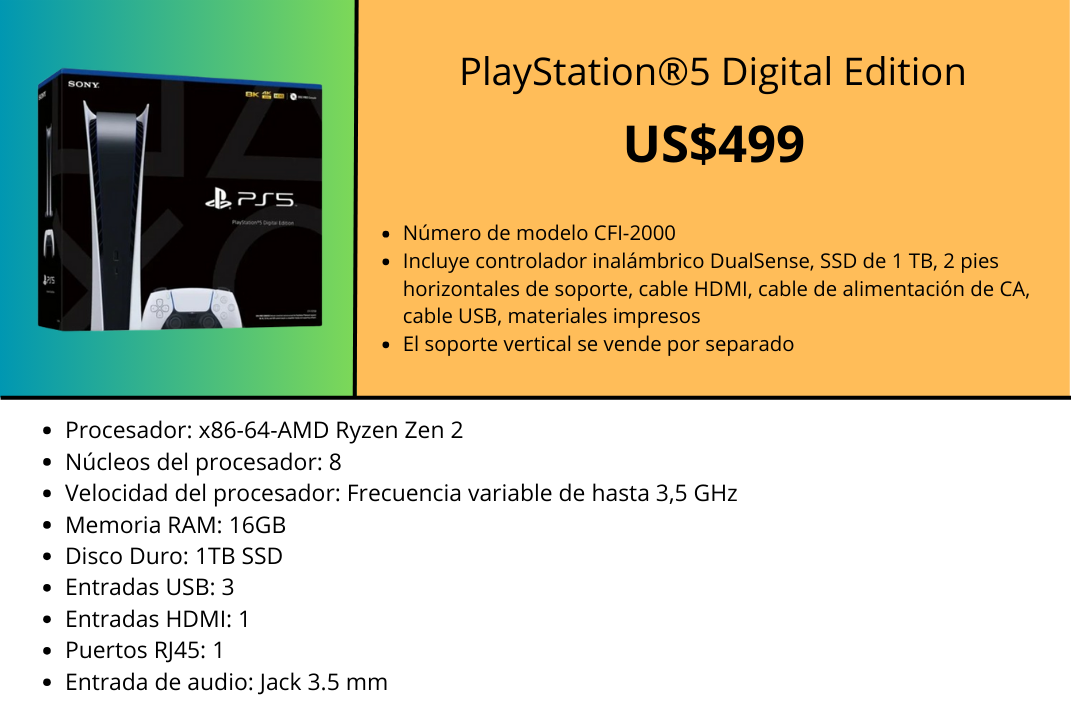 SONY
8K 4K HDR
PS5
PlayStation®5 Digital Edition
PS5
PlayStation®5 Digital Edition
US$499
• Número de modelo CFI-2000
• Incluye controlador inalámbrico DualSense, SSD de 1 TB, 2 pies
horizontales de soporte, cable HDMI, cable de alimentación de CA,
cable USB, materiales impresos
• El soporte vertical se vende por separado
• Procesador: x86-64-AMD Ryzen Zen 2
• Núcleos del procesador: 8
• Velocidad del procesador: Frecuencia variable de hasta 3,5 GHz
• Memoria RAM: 16GB
• Disco Duro: 1TB SSD
• Entradas USB: 3
• Entradas HDMI: 1
• Puertos RJ45: 1
• Entrada de audio: Jack 3.5 mm